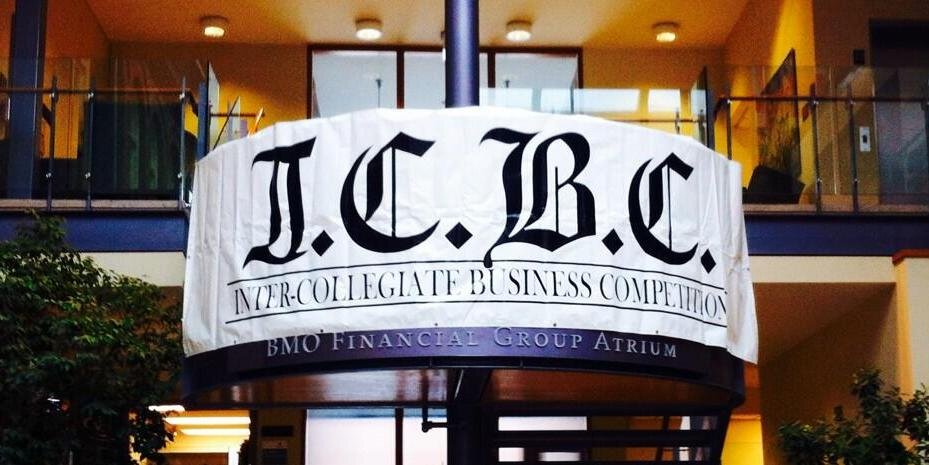 I.C.B.C.
INTER-COLLEGIATE BUSINESS COMPETITION
BMO FINANCIAL GROUP ATRIUM